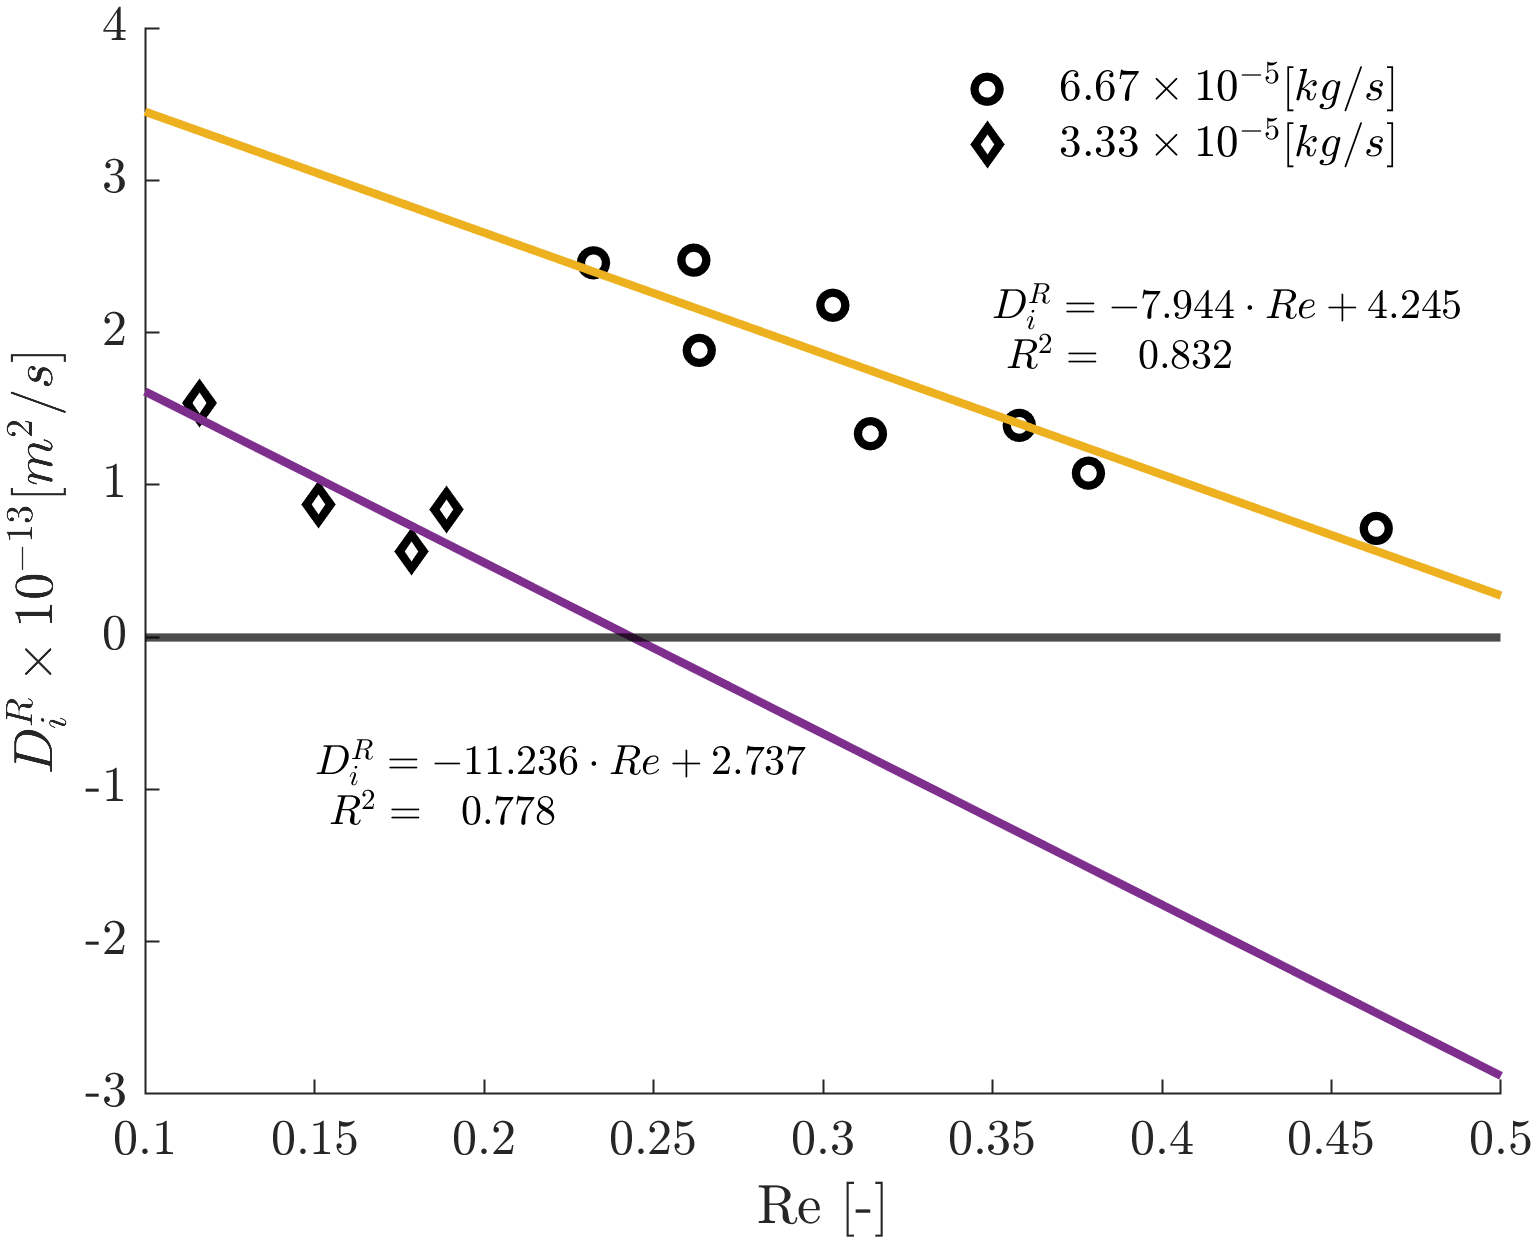 4
3
2
1
0
-1
-2
-3
0.1 0.15 0.2 0.25 0.3 0.35 0.4 0.45 0.5
Re [-]
D_i^R × 10^{-13}[m^2/s]
6.67 × 10^{-5}[kg/s]
3.33 × 10^{-5}[kg/s]
D_i^R = −7.944 · Re + 4.245
R^2 = 0.832
D_i^R = −11.236 · Re + 2.737
R^2 = 0.778